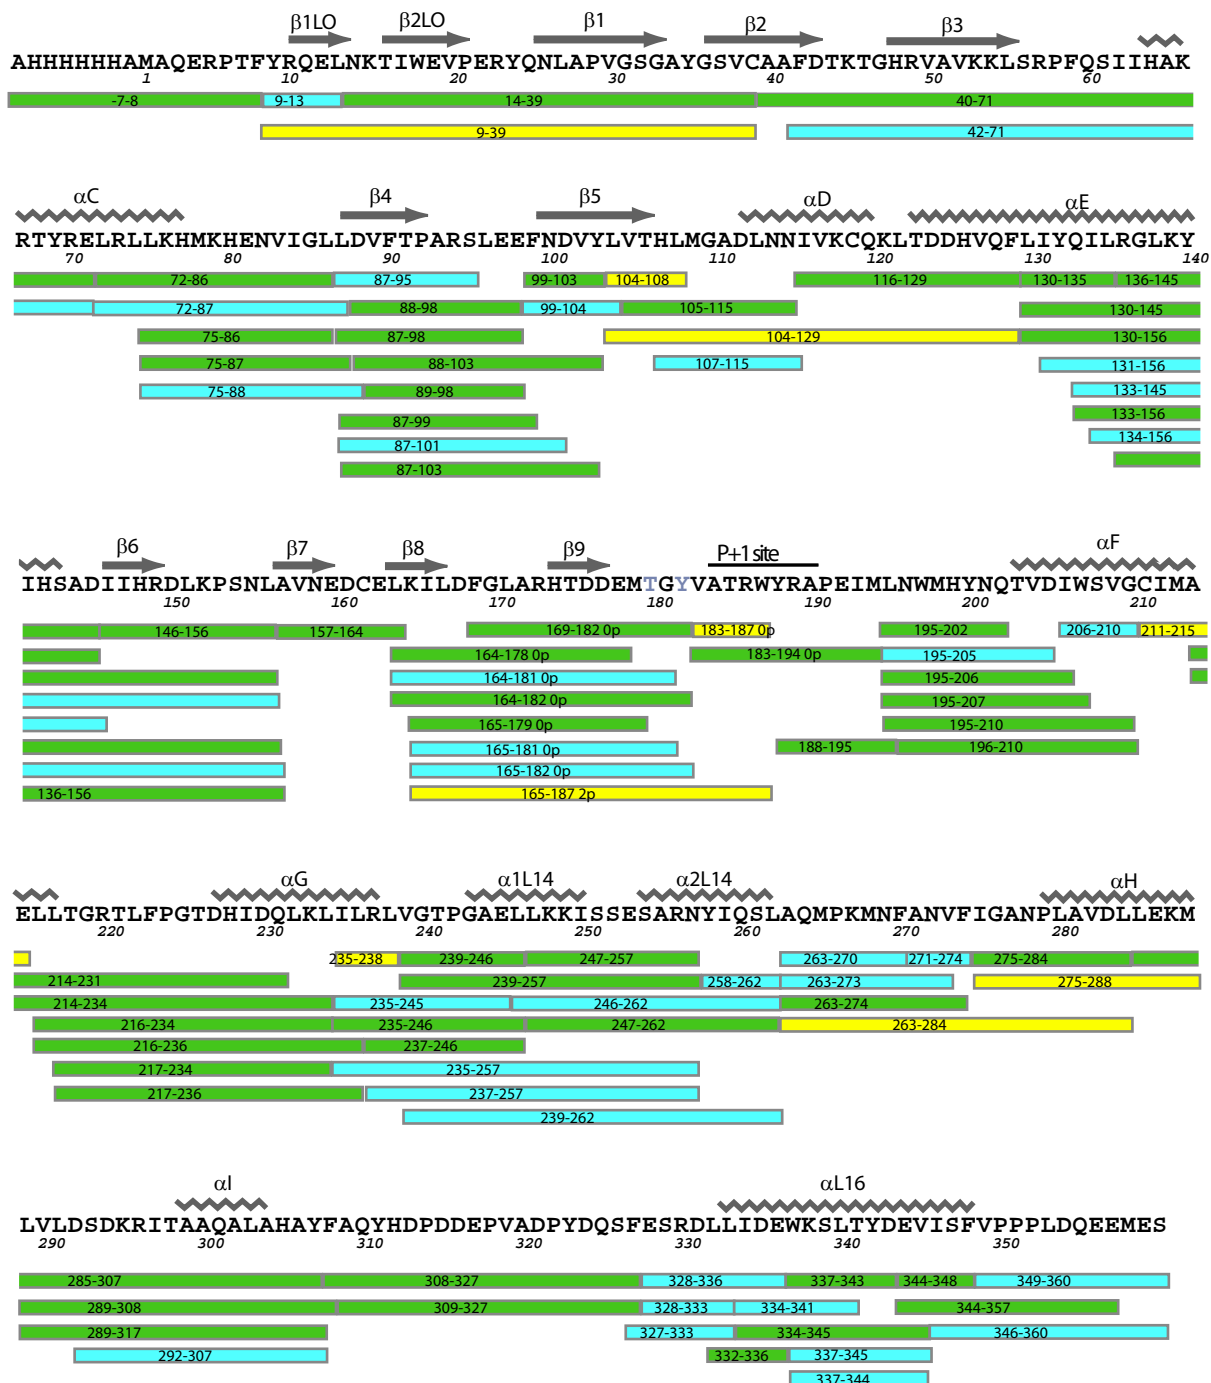 β1LO β2LO β1 β2 β3
AHHHHHHAMAQERPTFYRQELNKTIWEVPERYQNLAPVGSGAYGSVCAAFDTKTGHRVAVKKLSRPFQSIIHAK
1 10 20 30 40 50 60
-7-8 9-13 14-39 40-71
9-39 42-71
αC β4 β5 αD αE
RTYRELRLLKHMKHENVIGLLDVFTPARSLEEFNDVYLVTHLMGADLNNIVKCQKLTDDHVQFLIYQILRGLKY
70 80 90 100 110 120 130 140
72-86 87-95 99-103 104-108 116-129 130-135 136-145
72-87 88-98 99-104 105-115 130-145
75-86 87-98 104-129 130-156
75-87 88-103 107-115 131-156
75-88 89-98 133-145
87-99 133-156
87-101 134-156
87-103
β6 β7 β8 β9 P+1 site αF
IHSADIIHRDLKPSNLAVNEDCELKILDFGLARHTDDEMTGYVATRWYRAPEIMLNWMHYNQTVDIWSVGCIMA
150 160 170 180 190 200 210
146-156 157-164 169-182 0p 183-187 0p 195-202 206-210 211-215
164-178 0p 183-194 0p 195-205
164-181 0p 195-206
164-182 0p 195-207
165-179 0p 195-210
165-181 0p 188-195 196-210
165-182 0p
136-156 165-187 2p
αG α1L14 α2L14 αH
ELLTGRTLFPGTDHIDQLKLILRLVGTPGAELLKKISSESARNYIQSLAQMPKMNFANVFIGANPLAVDLLEKM
220 230 240 250 260 270 280
235-238 239-246 247-257 263-270 271-274 275-284
214-231 239-257 258-262 263-273 275-288
214-234 235-245 246-262 263-274
216-234 235-246 247-262 263-284
216-236 237-246
217-234 235-257
217-236 237-257
239-262
αI αL16
LVLDSDKRITAAQALAHAYFAQYHDPDDEPVADPYDQSFESRDLLIDEWKSLTYDEVISFVPPPLDQEEMES
290 300 310 320 330 340 350
285-307 308-327 328-336 337-343 344-348 349-360
289-308 309-327 328-333 334-341 344-357
289-317 327-333 334-345 346-360
292-307 332-336 337-345
337-344